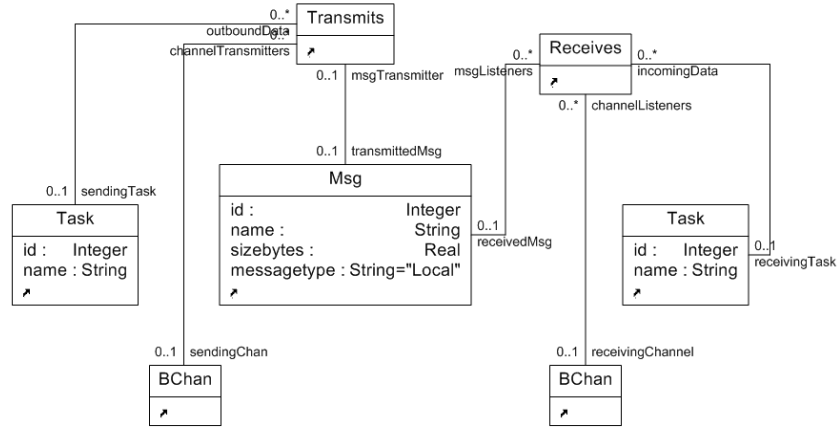 0..*
Transmits
outboundData
0..*
channelTransmitters
0..1 msgTransmitter
0..1 transmittedMsg
Receives
0..*
msgListeners
0..*
incomingData
0..* channelListeners
0..1 sendingTask
Task
id : Integer
name : String
Msg
id : Integer
name : String
sizebytes : Real
messagetype : String="Local"
0..1
receivedMsg
Task
id : Integer
name : String
0..1
receivingTask
0..1 sendingChan
BChan
0..1 receivingChannel
BChan